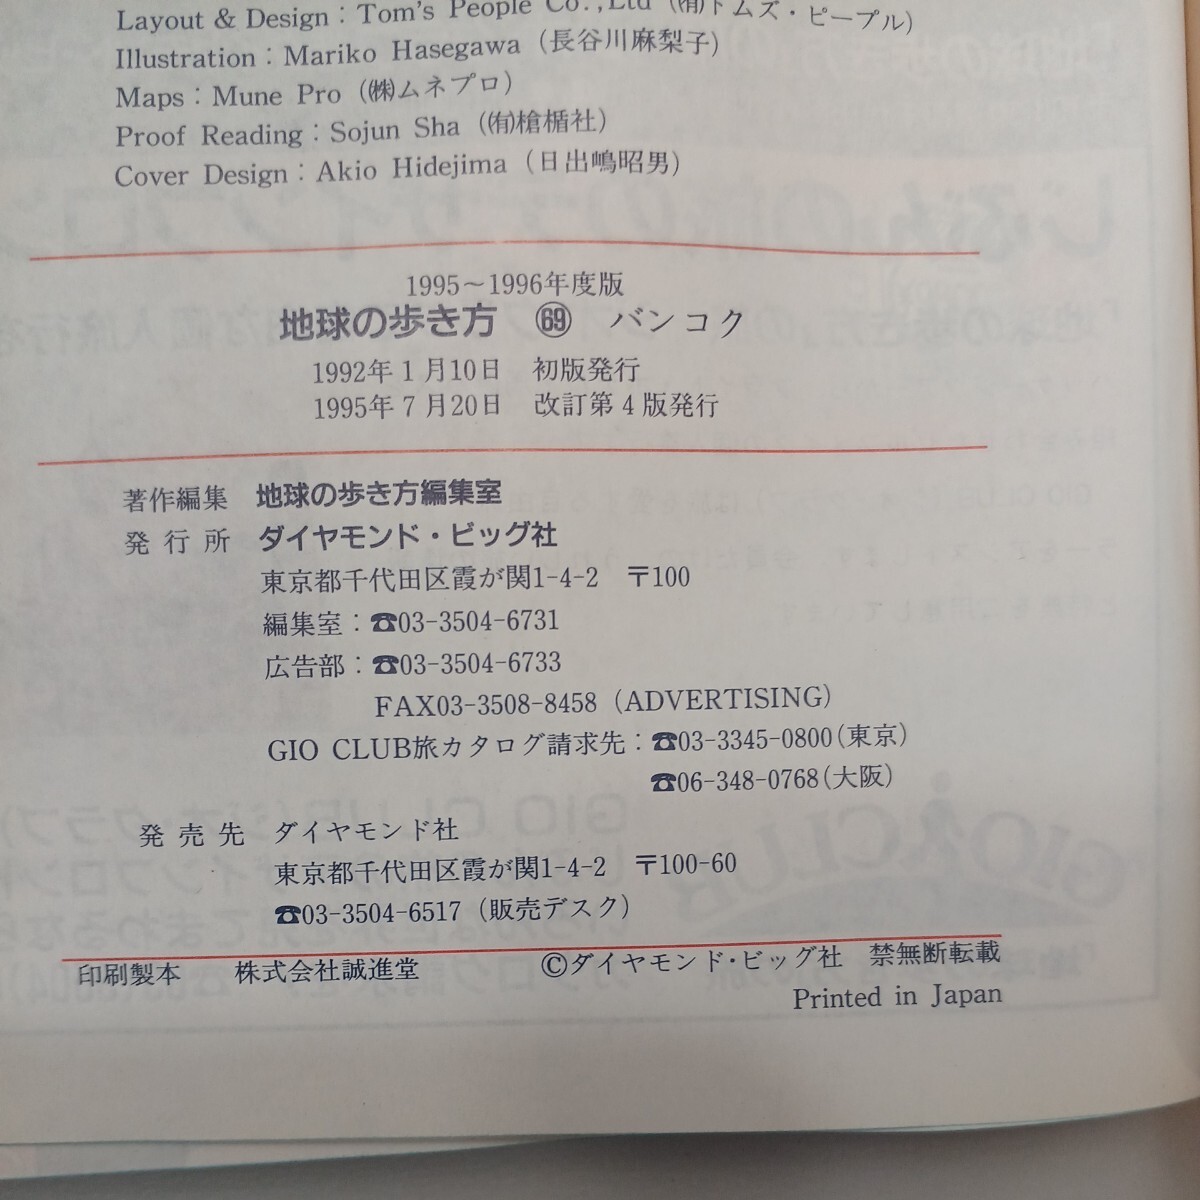 Layout & Design：Tom's People Co.,Ltd（㈲トムズ・ピープル）
Illustration：Mariko Hasegawa（長谷川麻梨子）
Maps：Mune Pro（㈱ムネプロ）
Proof Reading：Sojun Sha（㈲槍楯社）
Cover Design：Akio Hidejima（日出嶋昭男）
1995～1996年度版
地球の歩き方 ㊾ バンコク
1992年1月10日 初版発行
1995年7月20日 改訂第4版発行
著作編集 地球の歩き方編集室
発行所 ダイヤモンド・ビッグ社
東京都千代田区霞が関1-4-2 〒100
編集室：☎03-3504-6731
広告部：☎03-3504-6733
FAX03-3508-8458（ADVERTISING）
GIO CLUB旅カタログ請求先：☎03-3345-0800（東京）
☎06-348-0768（大阪）
発売先 ダイヤモンド社
東京都千代田区霞が関1-4-2 〒100-60
☎03-3504-6517（販売デスク）
印刷製本 株式会社誠進堂 ©ダイヤモンド・ビッグ社 禁無断転載
Printed in Japan